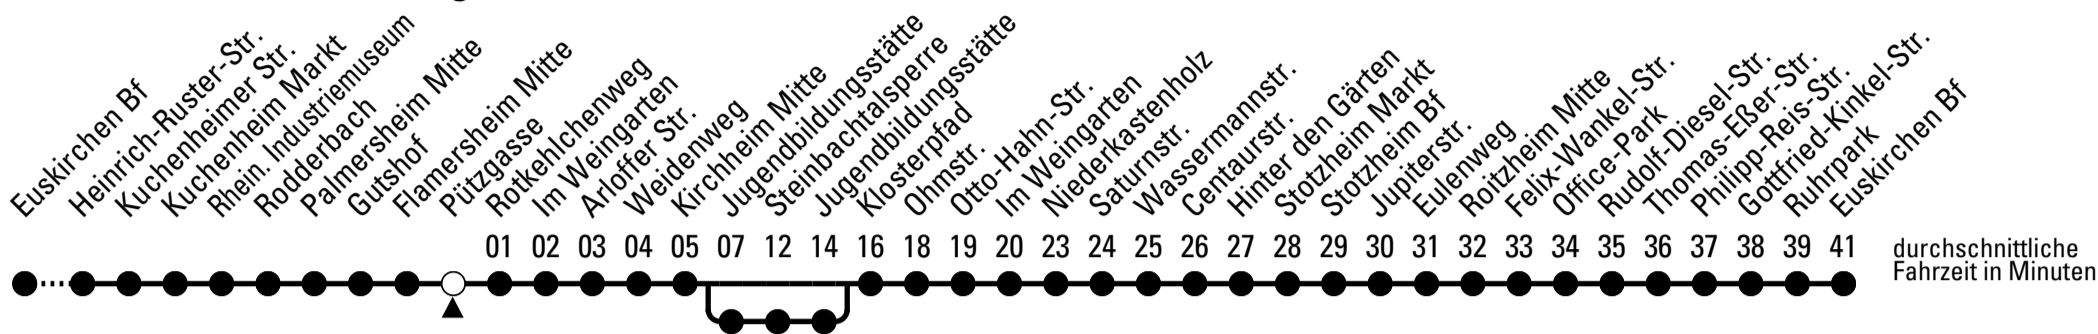 Euskirchen Bf
Heinrich-Ruster-Str.
Kuchenheimer Str.
Kuchenheim Markt
Rhein. Industriemuseum
Rodderbach
Palmersheim Mitte
Gutshof
Flamersheim Mitte
Pützgasse
Rotkehlchenweg
Im Weingarten
Arloffer Str.
Weidenweg
Kirchheim Mitte
Jugendbildungsstätte
Steinbachtalsperre
Jugendbildungsstätte
Klosterpfad
Ohmstr.
Otto-Hahn-Str.
Im Weingarten
Niederkastenholz
Saturnstr.
Wassermannstr.
Centaurstr.
Hinter den Gärten
Stotzheim Markt
Stotzheim Bf
Jupiterstr.
Eulenweg
Roitzheim Mitte
Felix-Wankel-Str.
Office-Park
Rudolf-Diesel-Str.
Thomas-Eßer-Str.
Philipp-Reis-Str.
Gottfried-Kinkel-Str.
Ruhrpark
Euskirchen Bf
01 02 03 04 05 07 12 14 16 18 19 20 23 24 25 26 27 28 29 30 31 32 33 34 35 36 37 38 39 41
durchschnittliche
Fahrzeit in Minuten